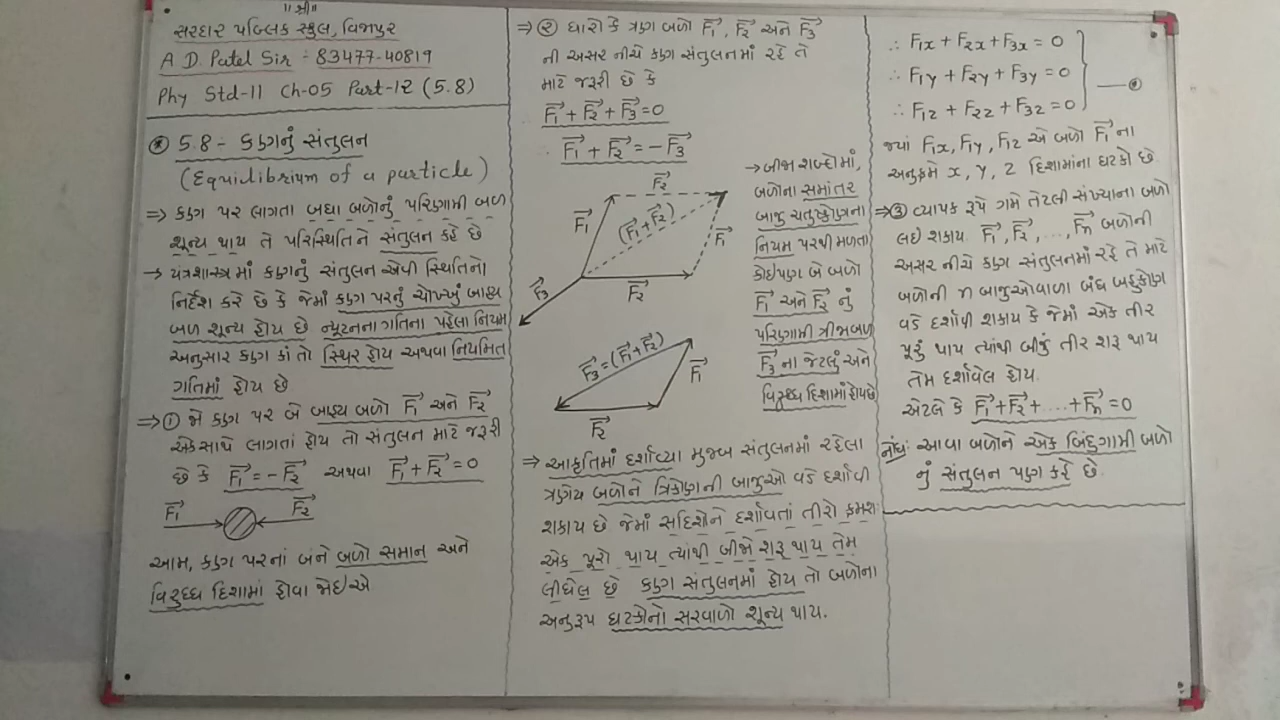 ॥ શ્રી ॥
સરદાર પબ્લિક સ્કુલ, વિજાપુર
A.D. Patel Sir - 83477-40819
Phy Std-11 Ch-05 Part-12 (5.8)
5.8 - કણનું સંતુલન
(Equilibrium of a particle)
⇒ કણ પર લાગતા બધા બળોનું પરિણામી બળ
શૂન્ય થાય તે પરિસ્થિતિને સંતુલન કહે છે
→ યંત્રશાસ્ત્રમાં કણનું સંતુલન એવી સ્થિતિનો
નિર્દેશ કરે છે કે જેમાં કણ પરનું ચોખ્ખું બાહ્ય
બળ શૂન્ય હોય છે ન્યૂટનના ગતિના પહેલા નિયમ
અનુસાર કણ કાં તો સ્થિર હોય અથવા નિયમિત
ગતિમાં હોય છે
⇒ ① જો કણ પર બે બાહ્ય બળો F₁→ અને F₂→
એકસાથે લાગતાં હોય તો સંતુલન માટે જરૂરી
છે કે F₁→ = -F₂→ અથવા F₁→ + F₂→ = 0
F₁→ F₂→
આમ, કણ પરનાં બંને બળો સમાન અને
વિરુધ્ધ દિશામાં હોવા જોઈએ
⇒ ② ધારો કે ત્રણ બળો F₁→, F₂→ અને F₃→
ની અસર નીચે કણ સંતુલનમાં રહે તે
માટે જરૂરી છે કે
F₁→ + F₂→ + F₃→ = 0
∴ F₁→ + F₂→ = -F₃→
F₂→
F₁→ (F₁→+F₂→) F₁→
F₃→ F₂→
F₃→ = (F₁→+F₂→) F₁→
F₂→
→ બીજા શબ્દોમાં,
બળોના સમાંતર
બાજુ ચતુષ્કોણના
નિયમ પરથી મળતા
કોઈપણ બે બળો
F₁→ અને F₂→ નું
પરિણામી ત્રીજાબળ
F₃→ ના જેટલું અને
વિરુધ્ધ દિશામાં હોય છે
⇒ આકૃતિમાં દર્શાવ્યા મુજબ સંતુલનમાં રહેલા
ત્રણેય બળોને ત્રિકોણની બાજુઓ વડે દર્શાવી
શકાય છે જેમાં સદિશોને દર્શાવતાં તીરો ક્રમશઃ
એક પૂરો થાય ત્યાંથી બીજો શરૂ થાય તેમ
લીધેલ છે કણ સંતુલનમાં હોય તો બળોના
અનુરૂપ ઘટકોનો સરવાળો શૂન્ય થાય.
∴ F₁x + F₂x + F₃x = 0
∴ F₁y + F₂y + F₃y = 0
∴ F₁z + F₂z + F₃z = 0
જ્યાં F₁x, F₁y, F₁z એ બળો F₁→ ના
અનુક્રમે x, y, z દિશામાંના ઘટકો છે
⇒ ③ વ્યાપક રૂપે ગમે તેટલી સંખ્યાના બળો
લઈ શકાય. F₁→, F₂→, ...., Fn→ બળોની
અસર નીચે કણ સંતુલનમાં રહે તે માટે
બળોની n બાજુઓવાળા બંધ બહુકોણ
વડે દર્શાવી શકાય કે જેમાં એક તીર
પૂરું થાય ત્યાંથી બીજું તીર શરૂ થાય
તેમ દર્શાવેલ હોય.
એટલે કે F₁→ + F₂→ + .... + Fn→ = 0
નોંધ: આવા બળોને એક બિંદુગામી બળો
નું સંતુલન પણ કહે છે.